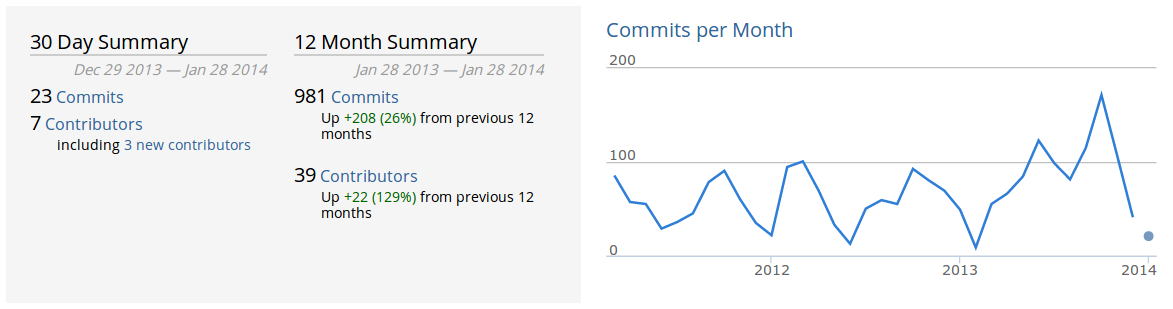 30 Day Summary
Dec 29 2013 — Jan 28 2014
23 Commits
7 Contributors
including 3 new contributors
12 Month Summary
Jan 28 2013 — Jan 28 2014
981 Commits
Up +208 (26%) from previous 12
months
39 Contributors
Up +22 (129%) from previous 12
months
Commits per Month
200
100
0
2012 2013 2014